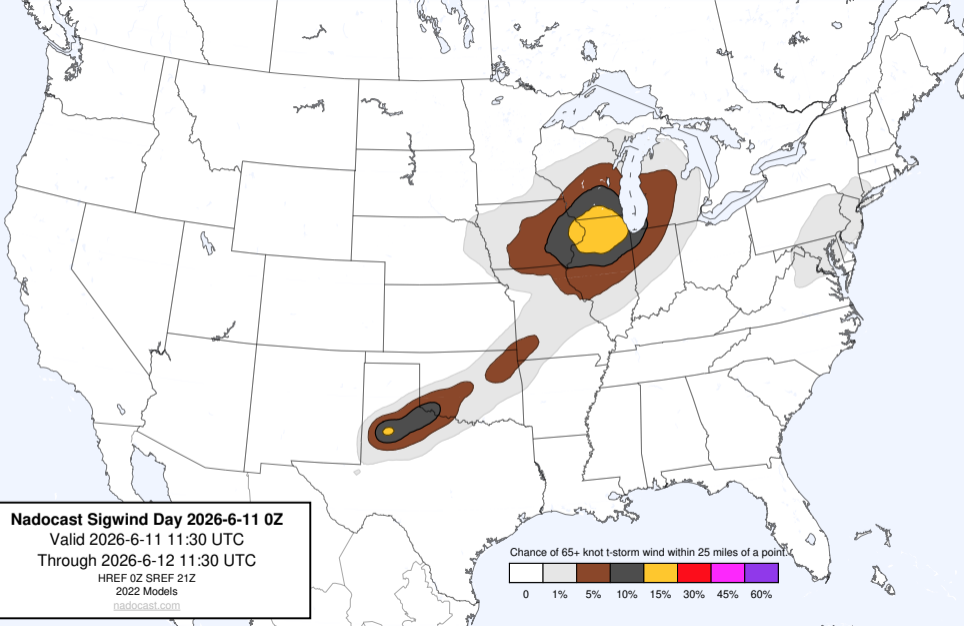 Nadocast Sigwind Day 2026-6-11 0Z
Valid 2026-6-11 11:30 UTC
Through 2026-6-12 11:30 UTC
HREF 0Z SREF 21Z
2022 Models
nadocast.com
Chance of 65+ knot t-storm wind within 25 miles of a point.
0 1% 5% 10% 15% 30% 45% 60%